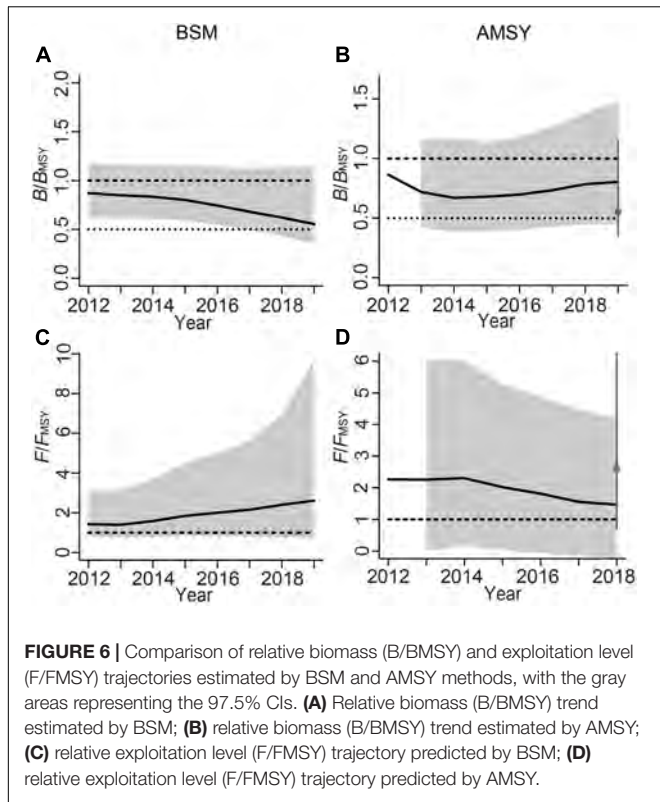 BSM
AMSY
A
B/BMSY
0.0 0.5 1.0 1.5 2.0
2012 2014 2016 2018
Year
B
B/BMSY
0.0 0.5 1.0 1.5
2012 2014 2016 2018
Year
C
F/FMSY
0 2 4 6 8 10
2012 2014 2016 2018
Year
D
F/FMSY
0 1 2 3 4 5 6
2012 2014 2016 2018
Year
FIGURE 6 | Comparison of relative biomass (B/BMSY) and exploitation level
(F/FMSY) trajectories estimated by BSM and AMSY methods, with the gray
areas representing the 97.5% CIs. (A) Relative biomass (B/BMSY) trend
estimated by BSM; (B) relative biomass (B/BMSY) trend estimated by AMSY;
(C) relative exploitation level (F/FMSY) trajectory predicted by BSM; (D)
relative exploitation level (F/FMSY) trajectory predicted by AMSY.